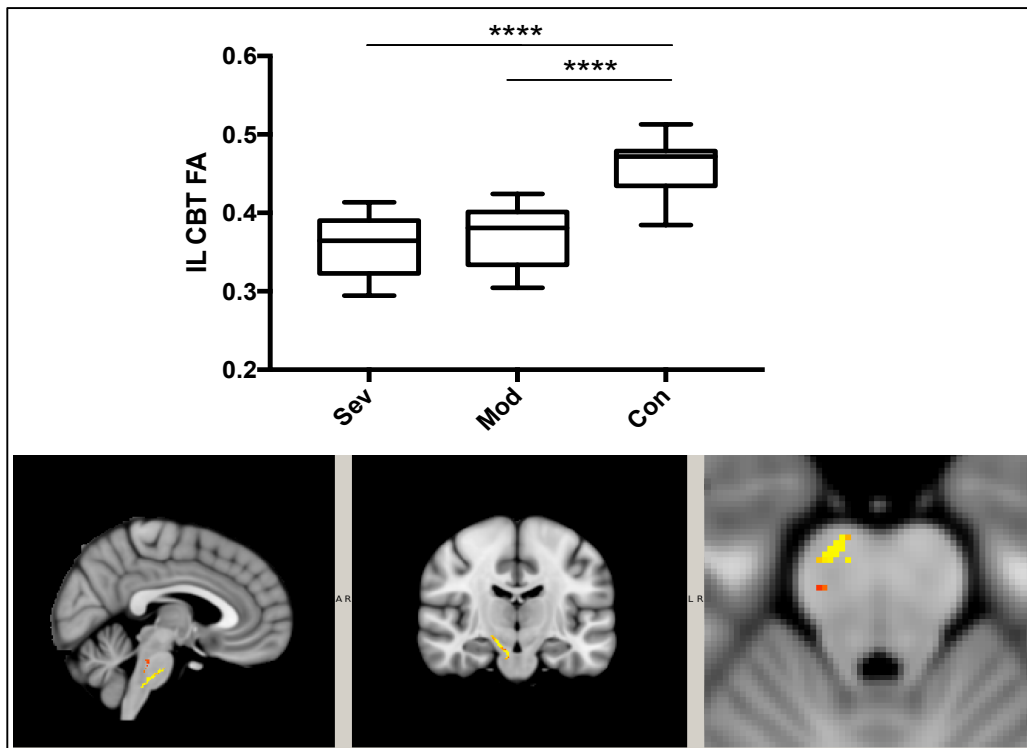 ****
****
0.6
0.5
0.4
0.3
0.2
IL CBT FA
Sev
Mod
Con
A R
L R